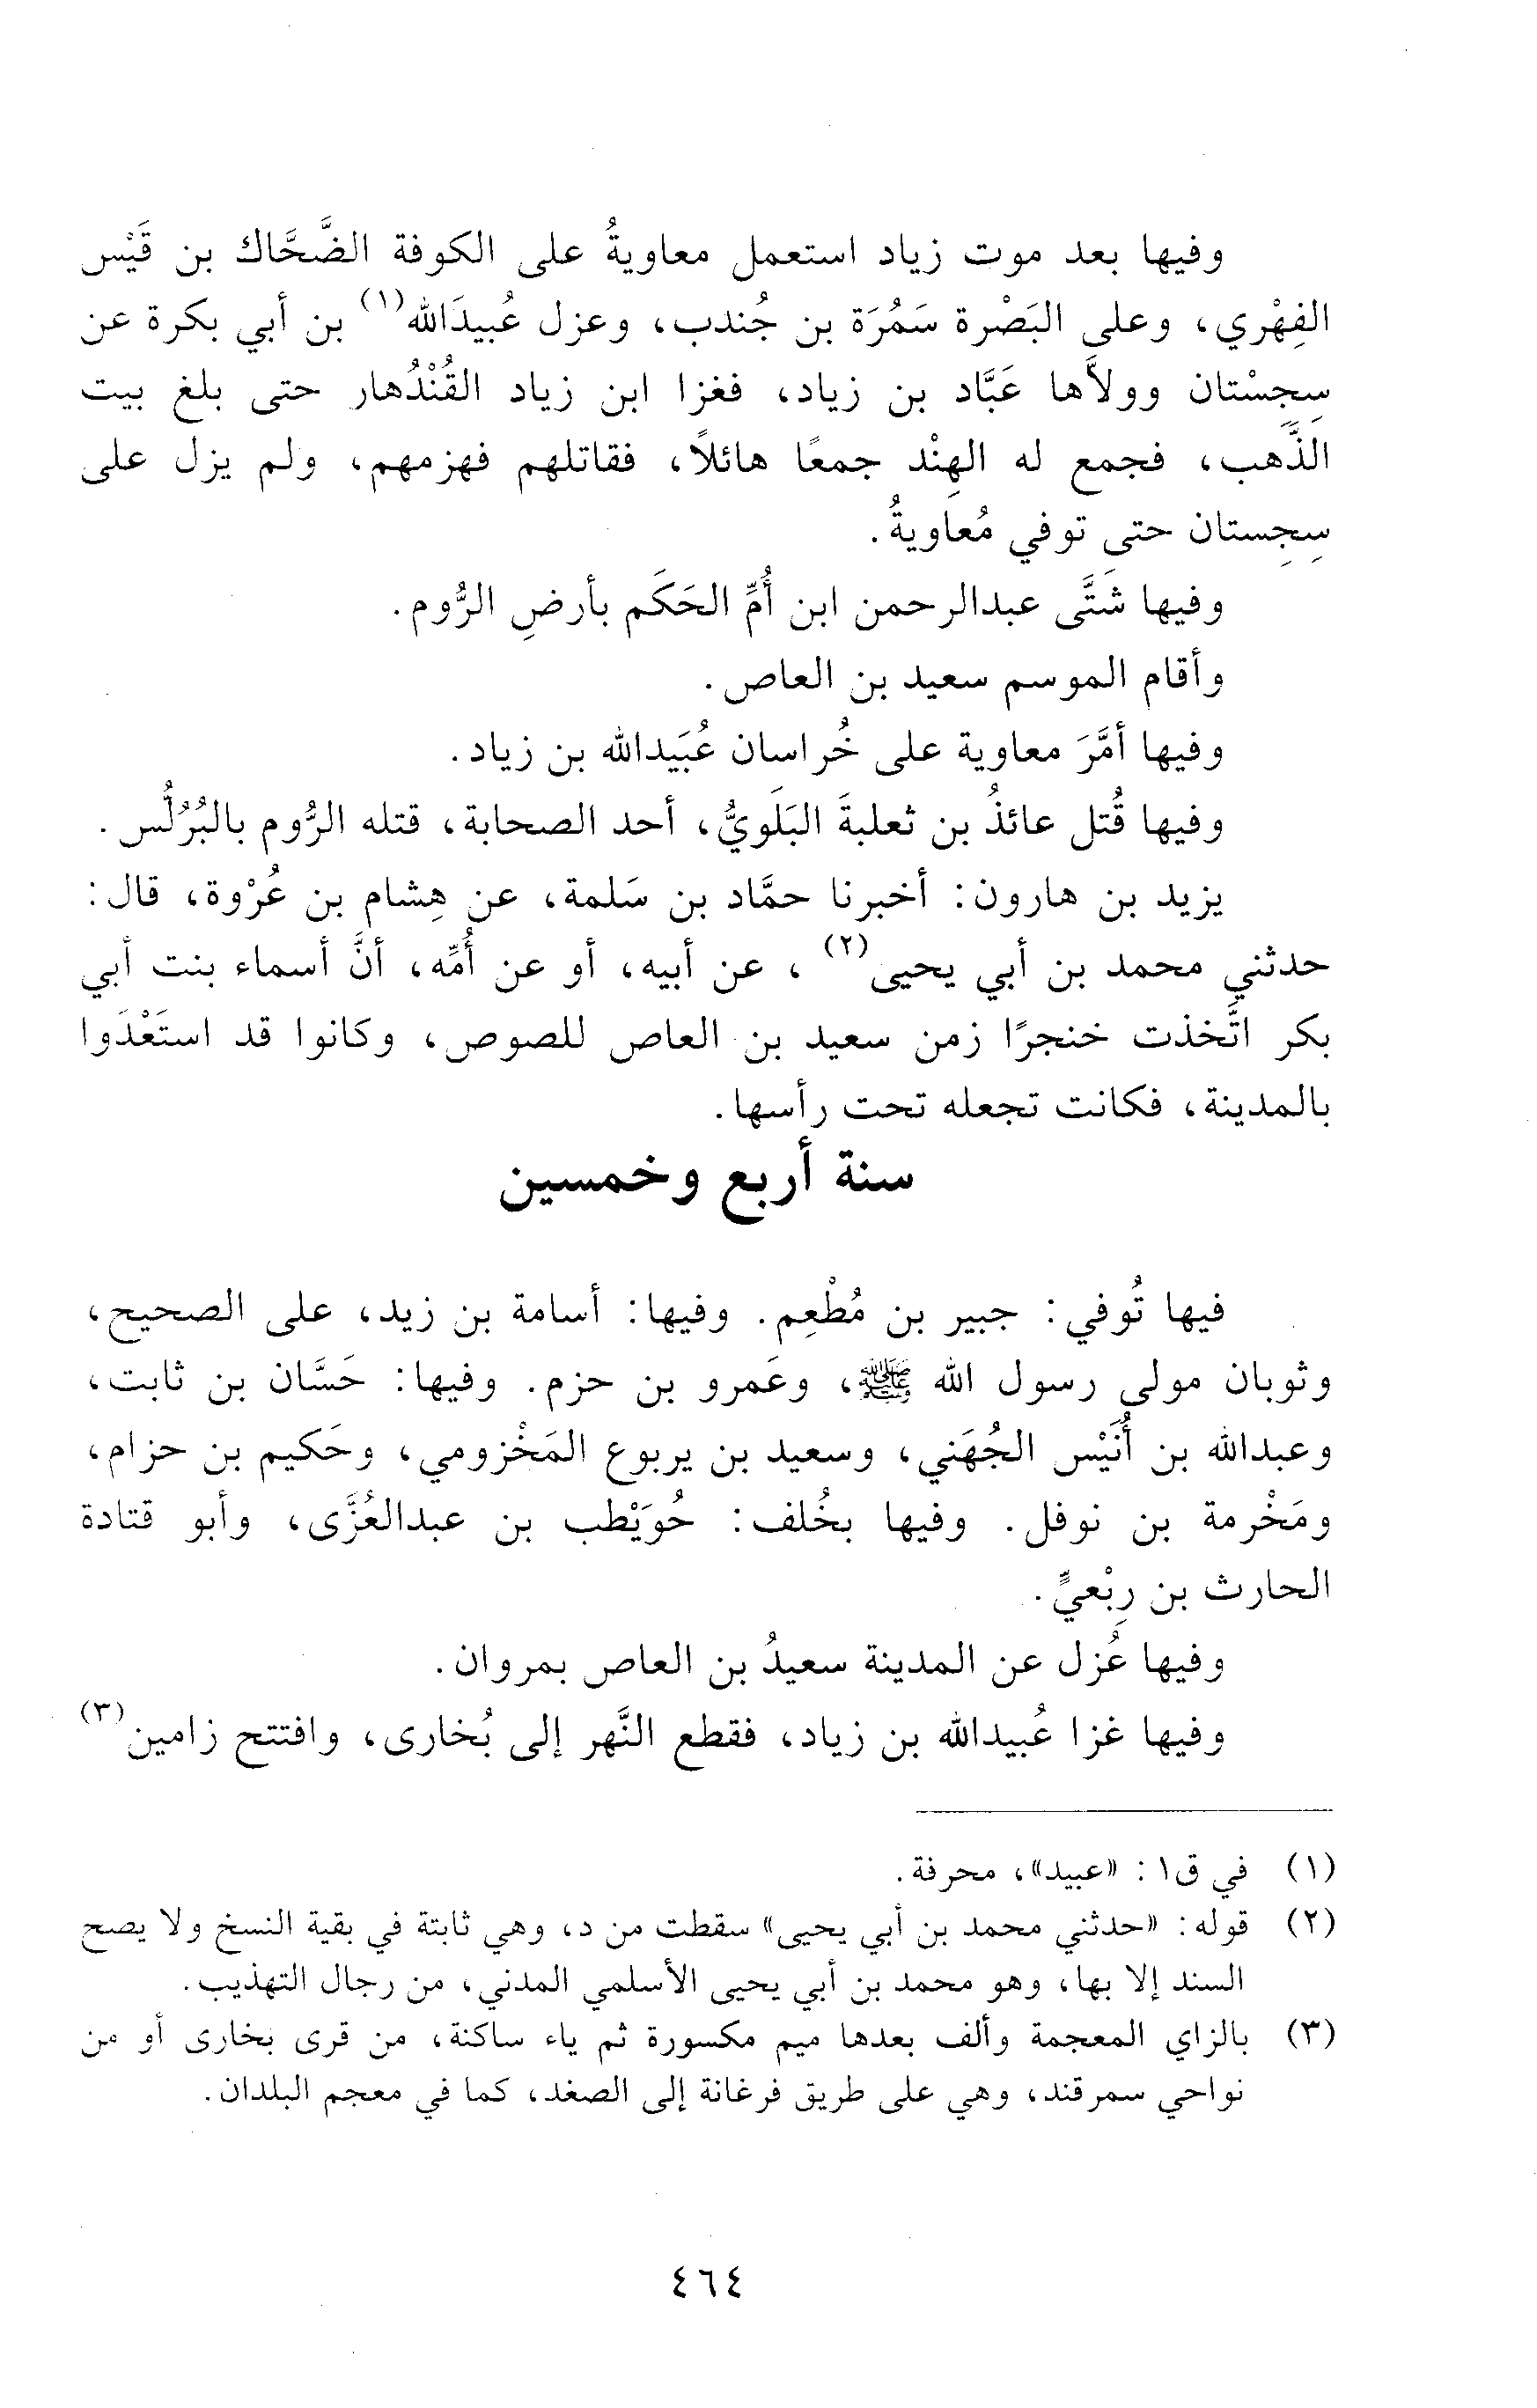 وفيها بعد موت زياد استعمل معاويةُ على الكوفة الضَّحَّاك بن قَيْس
الفِهْري، وعلى البَصْرة سَمُرَة بن جُندب، وعزل عُبيدَالله(١) بن أبي بكرة عن
سِجِسْتان وولاَّها عَبَّاد بن زياد، فغزا ابن زياد القُنْدُهار حتى بلغ بيت
الذَّهب، فجمع له الهِنْد جمعًا هائلاً، فقاتلهم فهزمهم، ولم يزل على
سِجِستان حتى توفي مُعاويةُ.
وفيها شَتَّى عبدالرحمن ابن أُمِّ الحَكَم بأرضِ الرُّوم.
وأقام الموسم سعيد بن العاص.
وفيها أمَّرَ معاوية على خُراسان عُبَيدالله بن زياد.
وفيها قُتل عائذُ بن ثعلبةَ البَلَويُّ، أحد الصحابة، قتله الرُّوم بالبُرُلُّس.
يزيد بن هارون: أخبرنا حمَّاد بن سَلمة، عن هِشام بن عُرْوة، قال:
حدثني محمد بن أبي يحيى(٢)، عن أبيه، أو عن أُمِّه، أنَّ أسماء بنت أبي
بكر اتَّخذت خنجرًا زمن سعيد بن العاص للصوص، وكانوا قد استَعْدَوا
بالمدينة، فكانت تجعله تحت رأسها.
سنة أربع وخمسين
فيها تُوفي: جبير بن مُطْعِم. وفيها: أسامة بن زيد، على الصحيح،
وثوبان مولى رسول الله ﷺ، وعَمرو بن حزم. وفيها: حَسَّان بن ثابت،
وعبدالله بن أُنَيْس الجُهَني، وسعيد بن يربوع المَخْزومي، وحَكيم بن حزام،
ومَخْرمة بن نوفل. وفيها بخُلف: حُوَيْطب بن عبدالعُزَّى، وأبو قتادة
الحارث بن رِبْعيٍّ.
وفيها عُزل عن المدينة سعيدُ بن العاص بمروان.
وفيها غزا عُبيدالله بن زياد، فقطع النَّهر إلى بُخارى، وافتتح زامين(٣)
(١) في ق١: «عبيد»، محرفة.
(٢) قوله: «حدثني محمد بن أبي يحيى» سقطت من د، وهي ثابتة في بقية النسخ ولا يصح
السند إلا بها، وهو محمد بن أبي يحيى الأسلمي المدني، من رجال التهذيب.
(٣) بالزاي المعجمة وألف بعدها ميم مكسورة ثم ياء ساكنة، من قرى بخارى أو من
نواحي سمرقند، وهي على طريق فرغانة إلى الصغد، كما في معجم البلدان.
٤٦٤